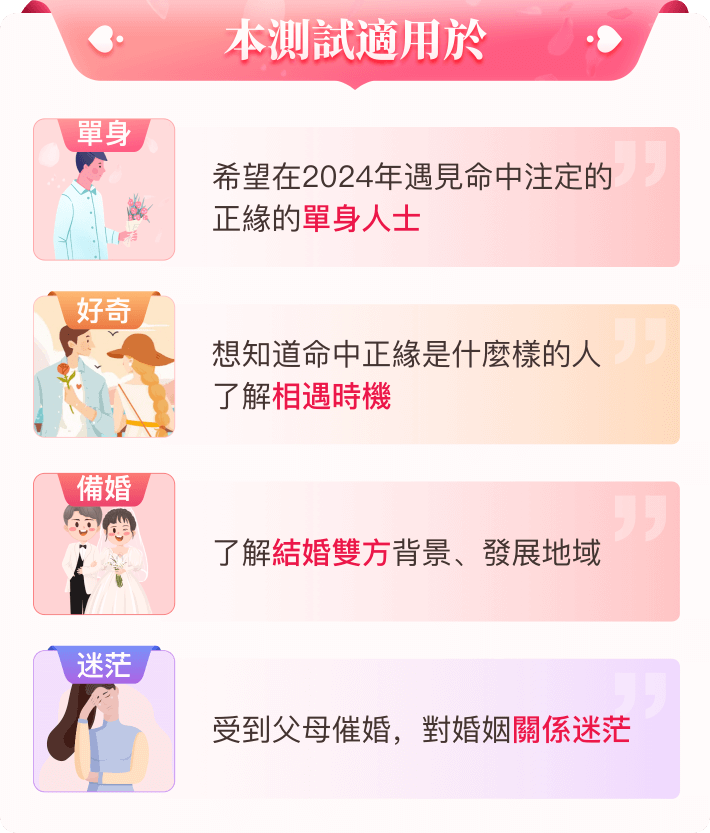 本測試適用於
單身
希望在2024年遇見命中注定的
正緣的單身人士
好奇
想知道命中正緣是什麼樣的人
了解相遇時機
備婚
了解結婚雙方背景、發展地域
迷茫
受到父母催婚，對婚姻關係迷茫